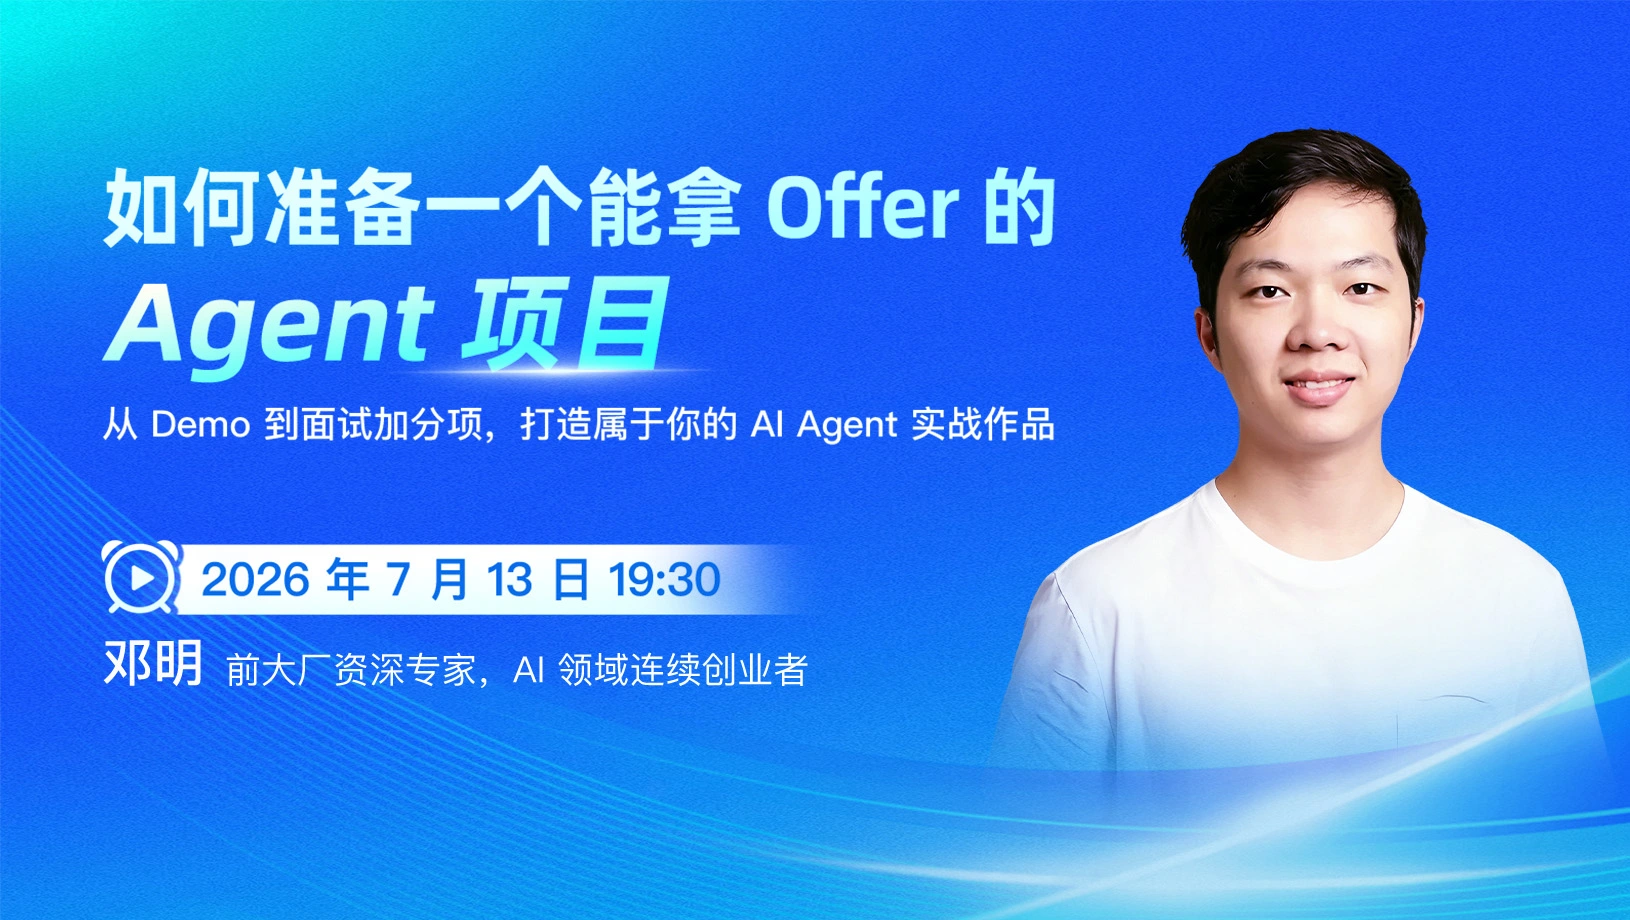 如何准备一个能拿 Offer 的
Agent 项目
从 Demo 到面试加分项，打造属于你的 AI Agent 实战作品
2026 年 7 月 13 日 19:30
邓明 前大厂资深专家，AI 领域连续创业者